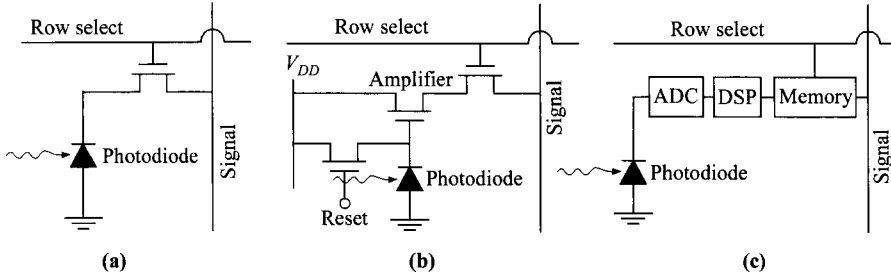 Row select
Photodiode
Signal
(a)
Row select
V_DD
Amplifier
Photodiode
Reset
Signal
(b)
Row select
ADC
DSP
Memory
Photodiode
Signal
(c)